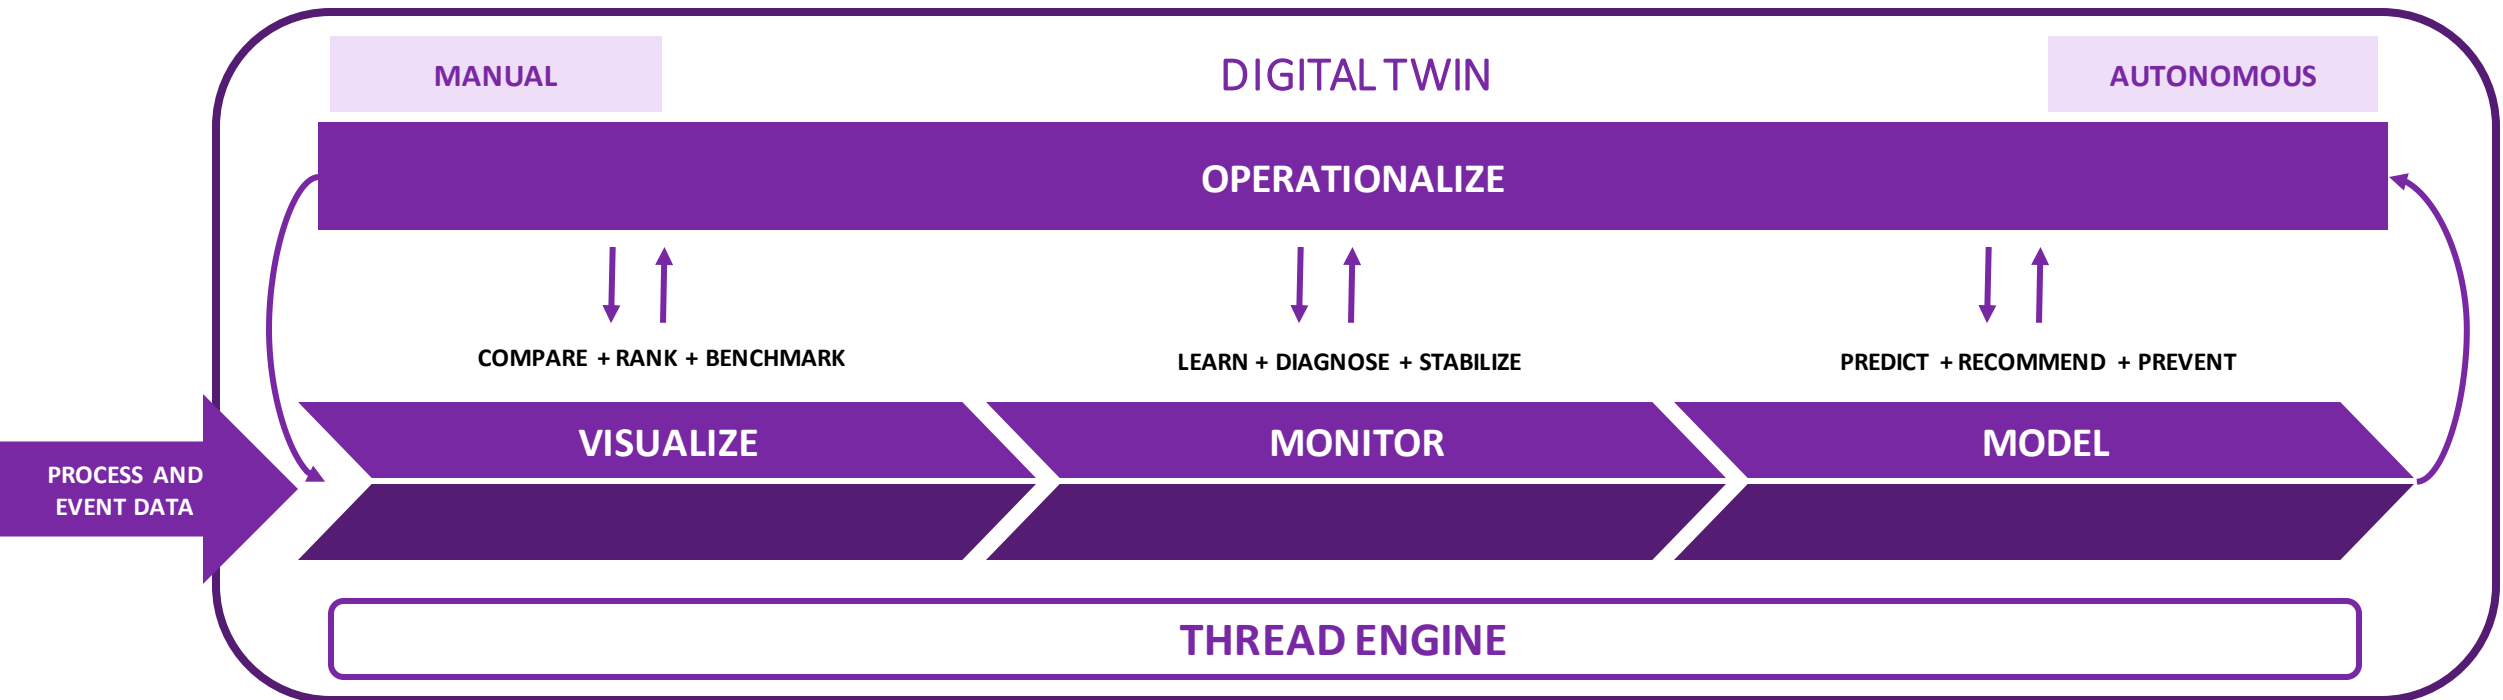 MANUAL
DIGITAL TWIN
AUTONOMOUS
OPERATIONALIZE
COMPARE + RANK + BENCHMARK
LEARN + DIAGNOSE + STABILIZE
PREDICT + RECOMMEND + PREVENT
VISUALIZE
MONITOR
MODEL
PROCESS AND
EVENT DATA
THREAD ENGINE